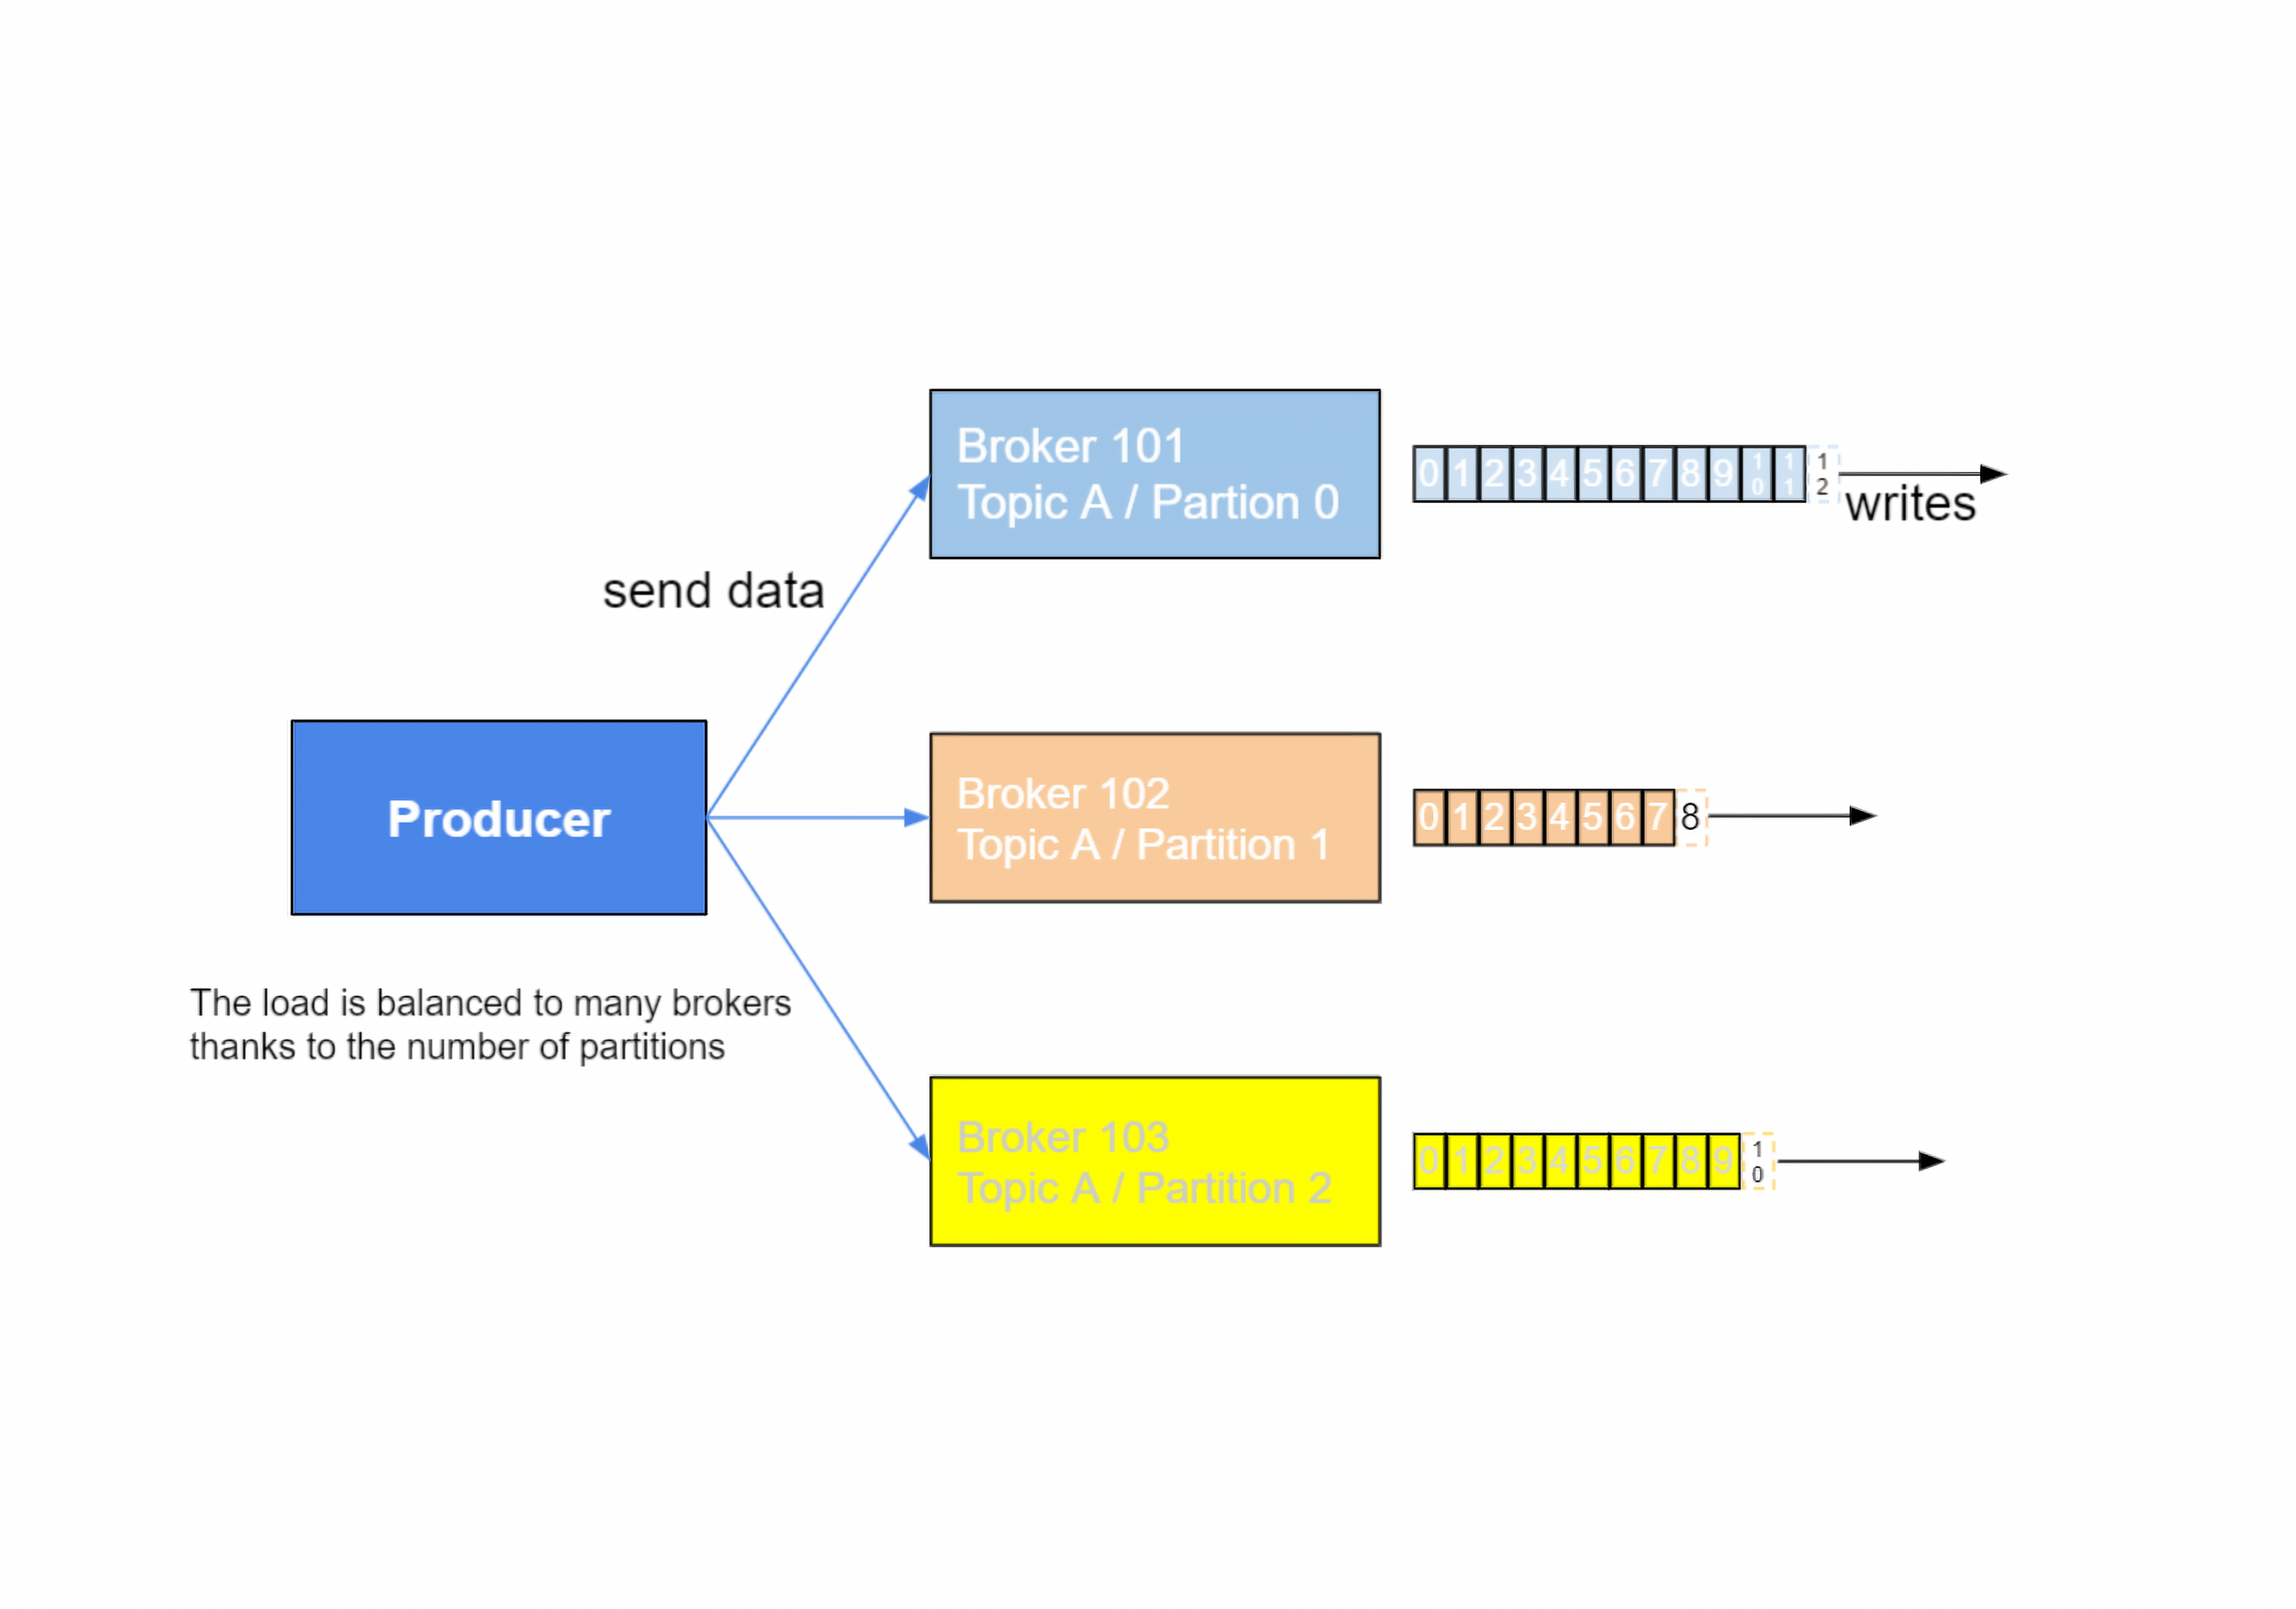 Broker 101
Topic A / Partion 0
0 1 2 3 4 5 6 7 8 9 10 11 12
writes
send data
Producer
Broker 102
Topic A / Partition 1
0 1 2 3 4 5 6 7 8
The load is balanced to many brokers
thanks to the number of partitions
Broker 103
Topic A / Partition 2
0 1 2 3 4 5 6 7 8 9 10